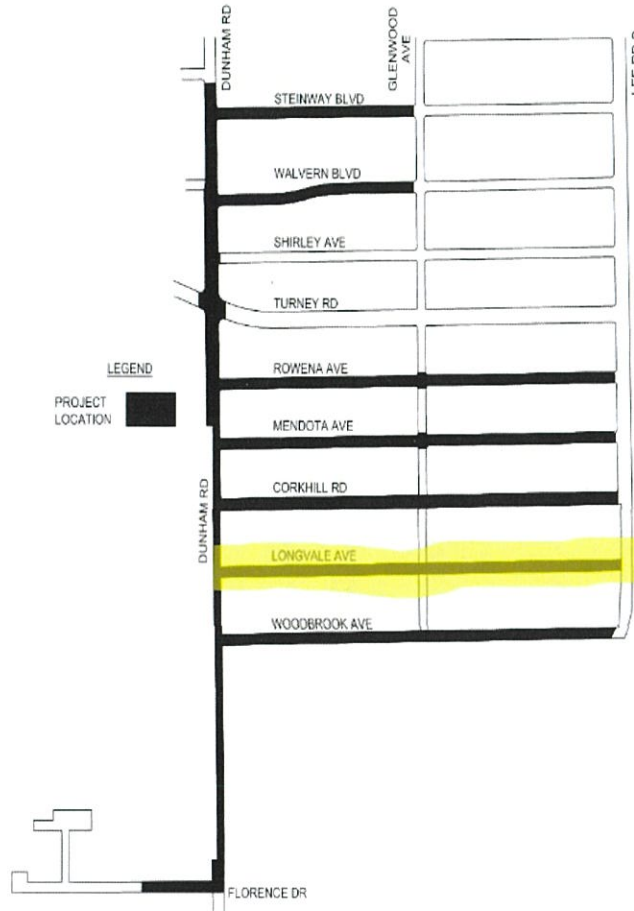 DUNHAM RD
GLENWOOD
AVE
STEINWAY BLVD
WALVERN BLVD
SHIRLEY AVE
TURNEY RD
LEGEND
PROJECT
LOCATION
ROWENA AVE
MENDOTA AVE
DUNHAM RD
CORKHILL RD
LONGVALE AVE
WOODBROOK AVE
FLORENCE DR